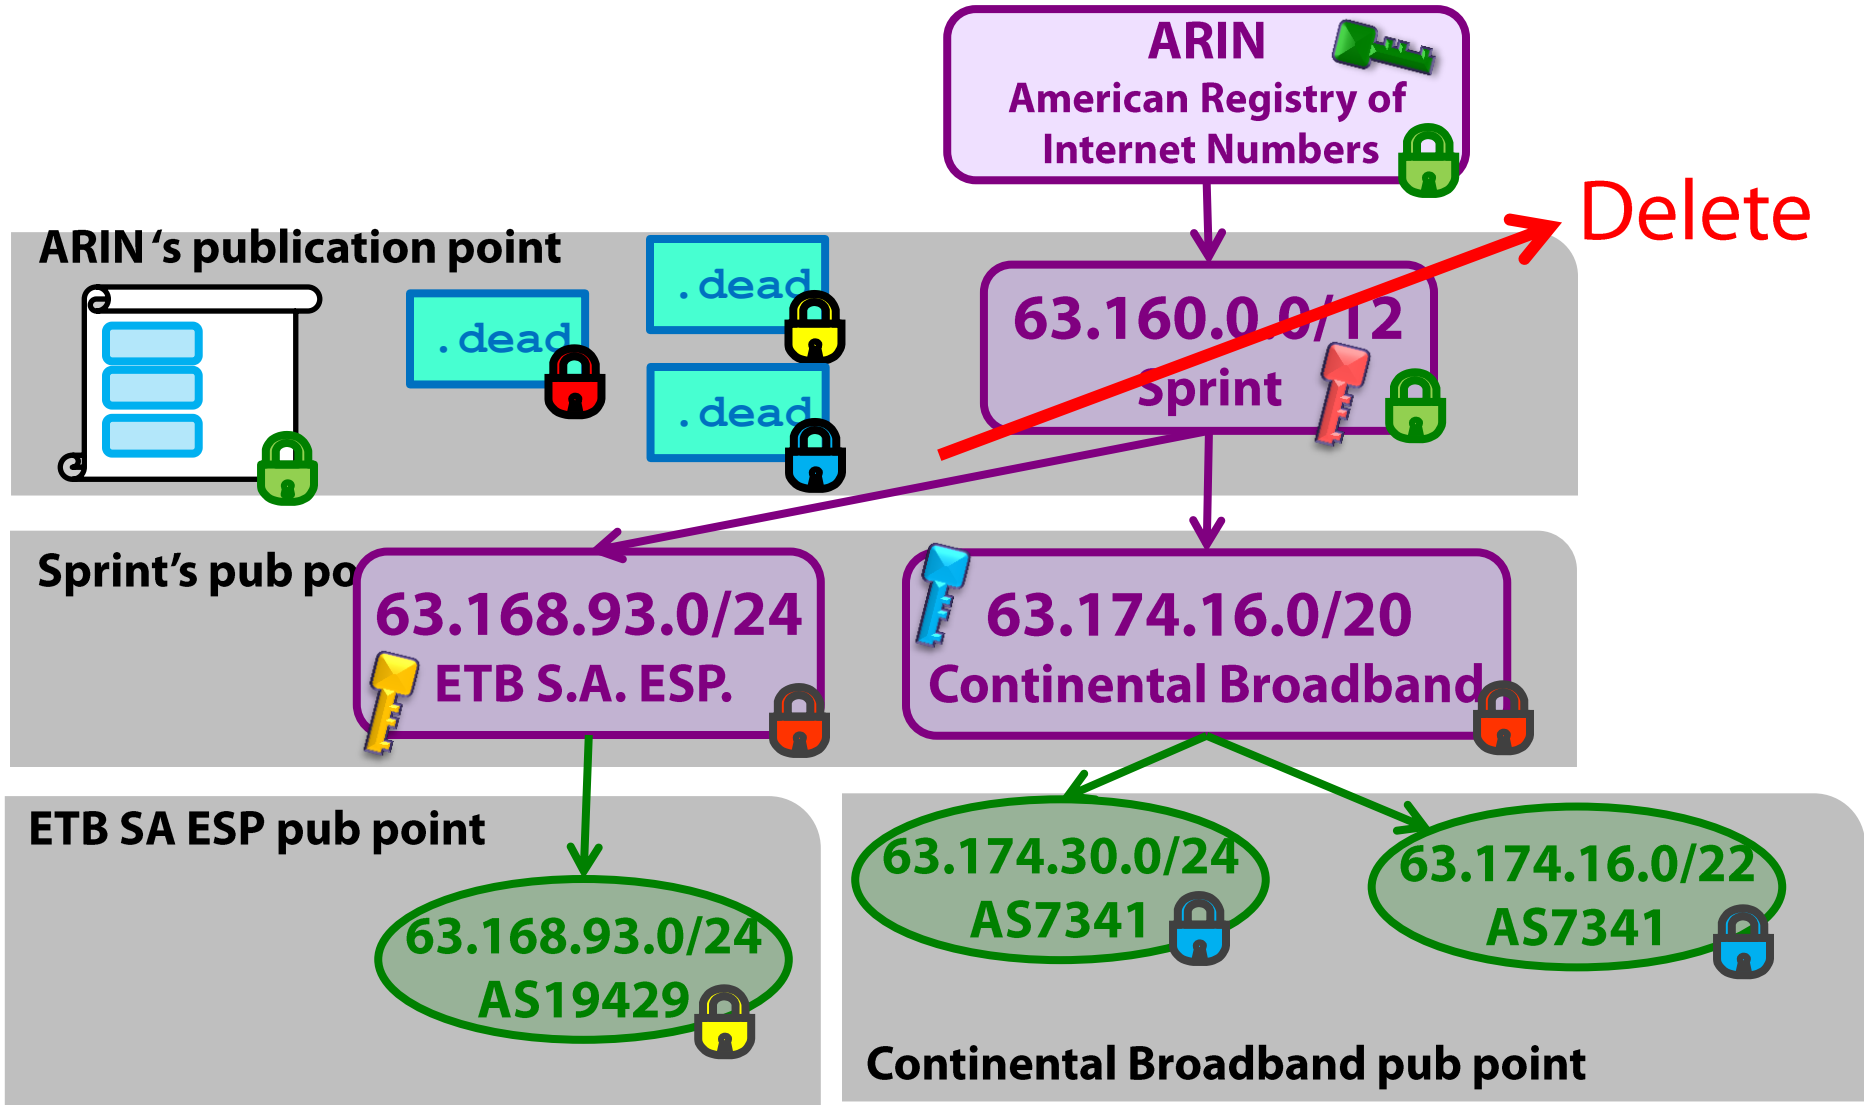 ARIN
American Registry of
Internet Numbers
Delete
ARIN ‘s publication point
.dead
.dead
.dead
63.160.0.0/12
Sprint
Sprint’s pub po
63.168.93.0/24
ETB S.A. ESP.
63.174.16.0/20
Continental Broadband
ETB SA ESP pub point
63.168.93.0/24
AS19429
63.174.30.0/24
AS7341
63.174.16.0/22
AS7341
Continental Broadband pub point